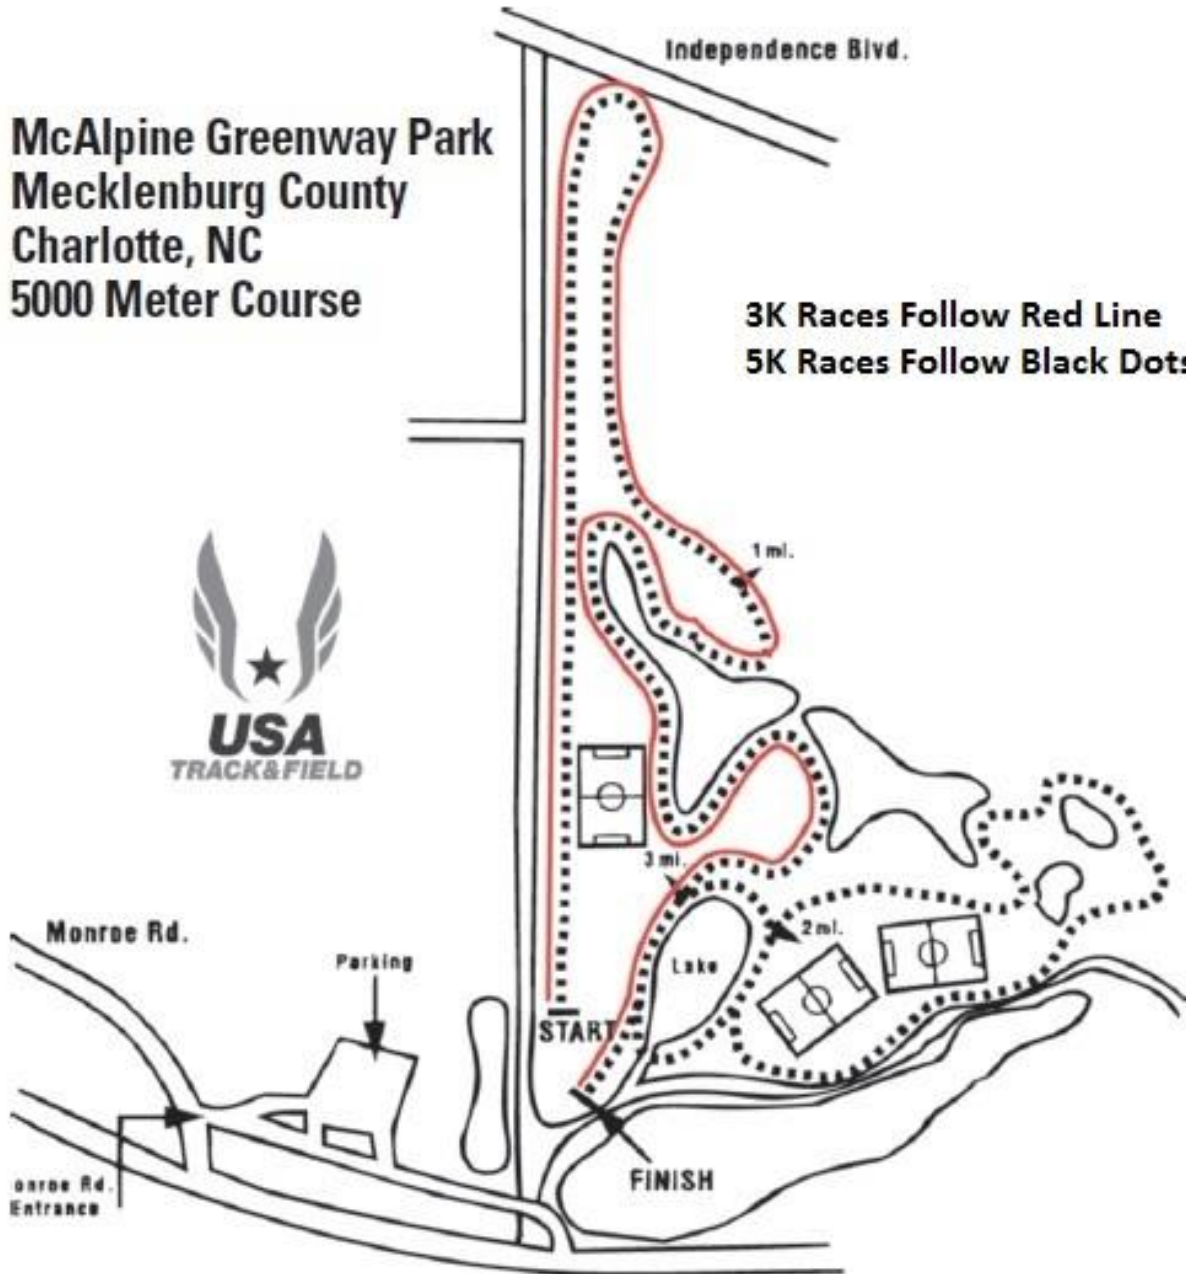 Independence Blvd.
McAlpine Greenway Park
Mecklenburg County
Charlotte, NC
5000 Meter Course
3K Races Follow Red Line
5K Races Follow Black Dots
1 mi.
USA
TRACK&FIELD
3 mi.
2 mi.
Monroe Rd.
Parking
Lake
START
FINISH
onroe Rd.
Entrance